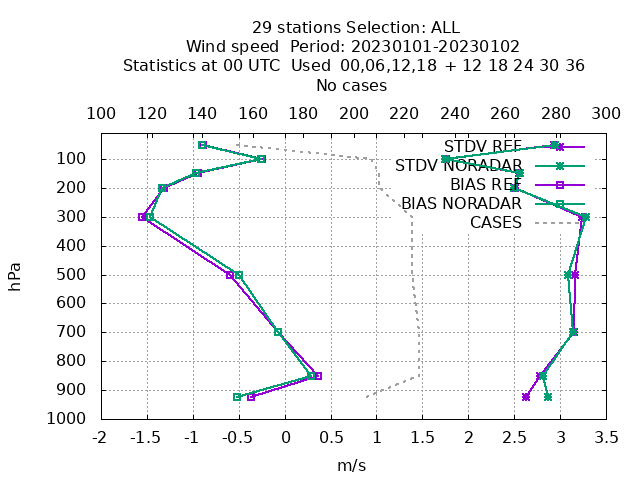 29 stations Selection: ALL
Wind speed  Period: 20230101-20230102
Statistics at 00 UTC  Used  00,06,12,18  + 12 18 24 30 36
No cases
100 120 140 160 180 200 220 240 260 280 300
STDV REF
STDV NORADAR
BIAS REF
BIAS NORADAR
CASES
hPa
100
200
300
400
500
600
700
800
900
1000
-2 -1.5 -1 -0.5 0 0.5 1 1.5 2 2.5 3 3.5
m/s